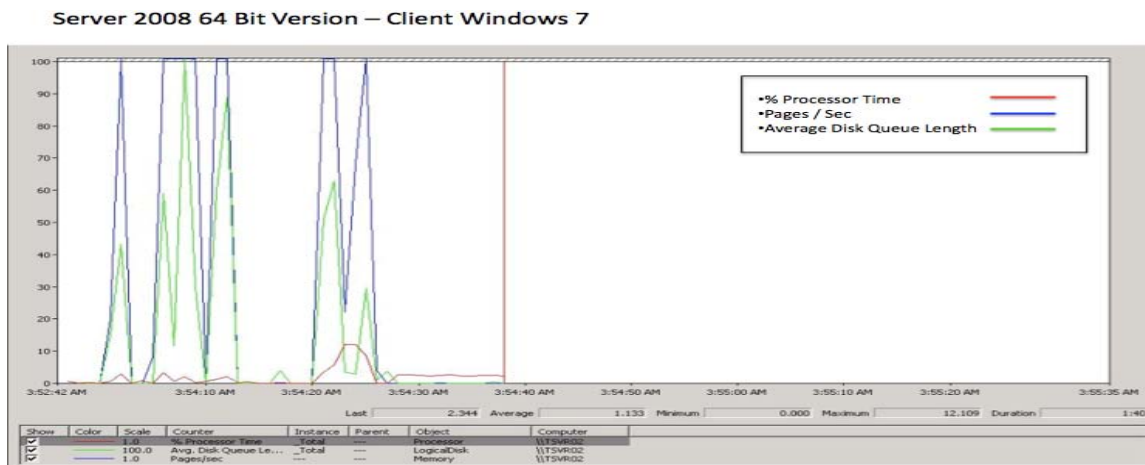 Server 2008 64 Bit Version – Client Windows 7
100
90
80
70
60
50
40
30
20
10
0
•% Processor Time
•Pages / Sec
•Average Disk Queue Length
3:52:42 AM 3:54:10 AM 3:54:20 AM 3:54:30 AM 3:54:40 AM 3:54:50 AM 3:55:00 AM 3:55:10 AM 3:55:20 AM 3:55:35 AM
Last 2.344 Average 1.133 Minimum 0.000 Maximum 12.109 Duration 1:40
Show Color Scale Counter Instance Parent Object Computer
1.0 % Processor Time _Total --- Processor \\TSVR02
100.0 Avg. Disk Queue Le... _Total --- LogicalDisk \\TSVR02
1.0 Pages/sec --- --- Memory \\TSVR02